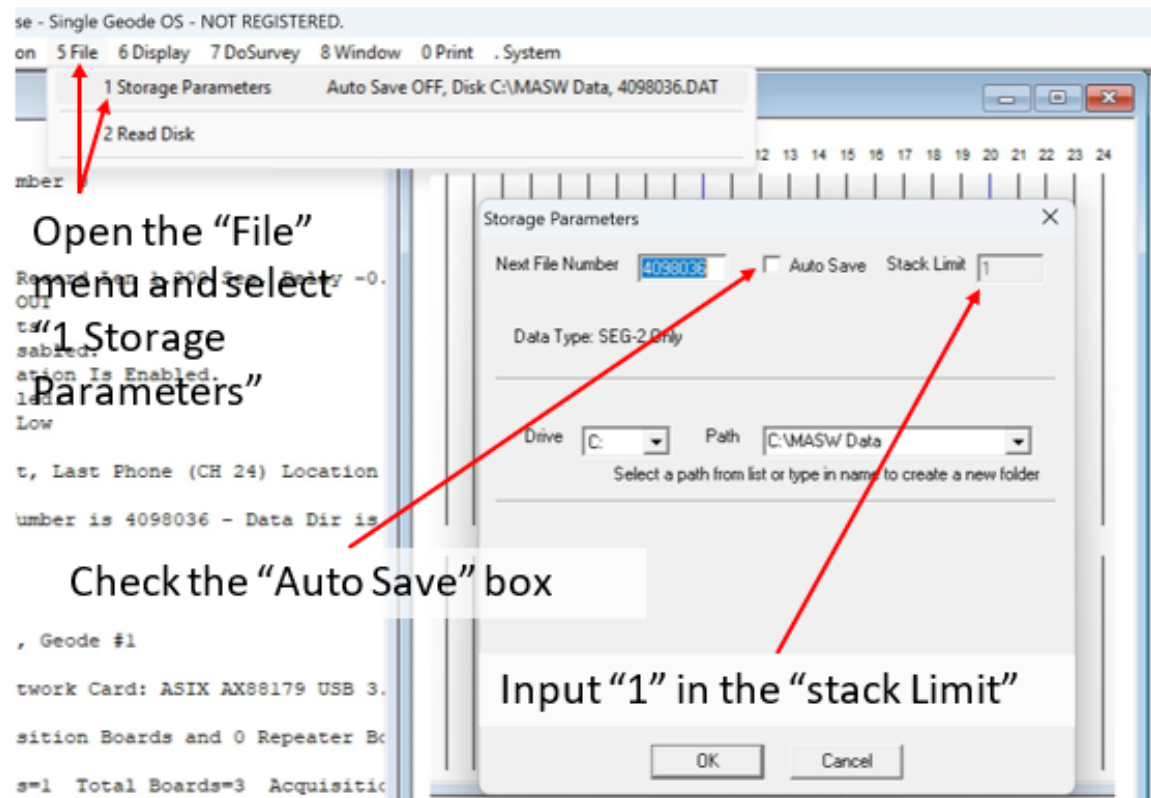 se - Single Geode OS - NOT REGISTERED.
on 5 File 6 Display 7 DoSurvey 8 Window 0 Print . System
1 Storage Parameters Auto Save OFF, Disk C:\MASW Data, 4098036.DAT
2 Read Disk
12 13 14 15 16 17 18 19 20 21 22 23 24
mber
Open the “File”
menu and select
“1 Storage
Parameters”
-0.
OUT
ation Is Enabled.
Low
t, Last Phone (CH 24) Location
umber is 4098036 - Data Dir is
Storage Parameters
Next File Number 4098036 Auto Save Stack Limit 1
Data Type: SEG-2 Only
Drive C: Path C:\MASW Data
Select a path from list or type in name to create a new folder
Check the “Auto Save” box
, Geode #1
twork Card: ASIX AX88179 USB 3.
Input “1” in the “stack Limit”
sition Boards and 0 Repeater Bo
OK Cancel
s=1 Total Boards=3 Acquisitio